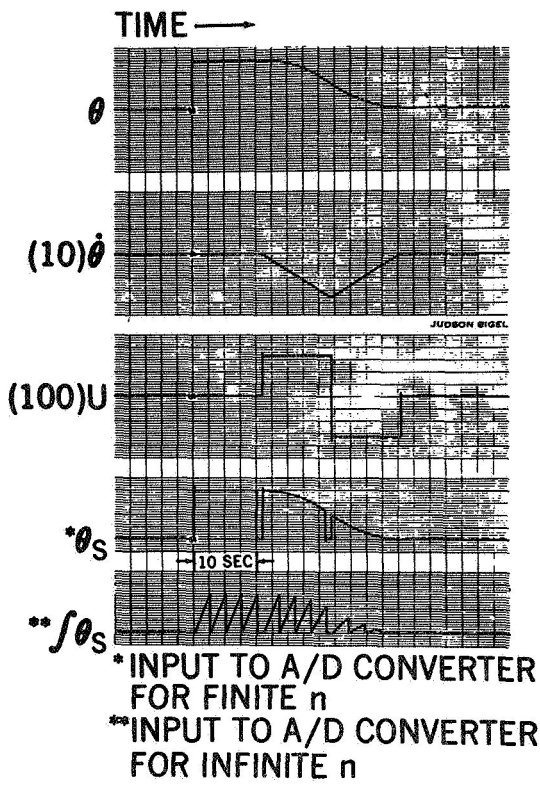 TIME
θ
(10)θ̇
JUDSON BIGEL
(100)U
*θS
10 SEC
**∫θS
* INPUT TO A/D CONVERTER
FOR FINITE n
** INPUT TO A/D CONVERTER
FOR INFINITE n